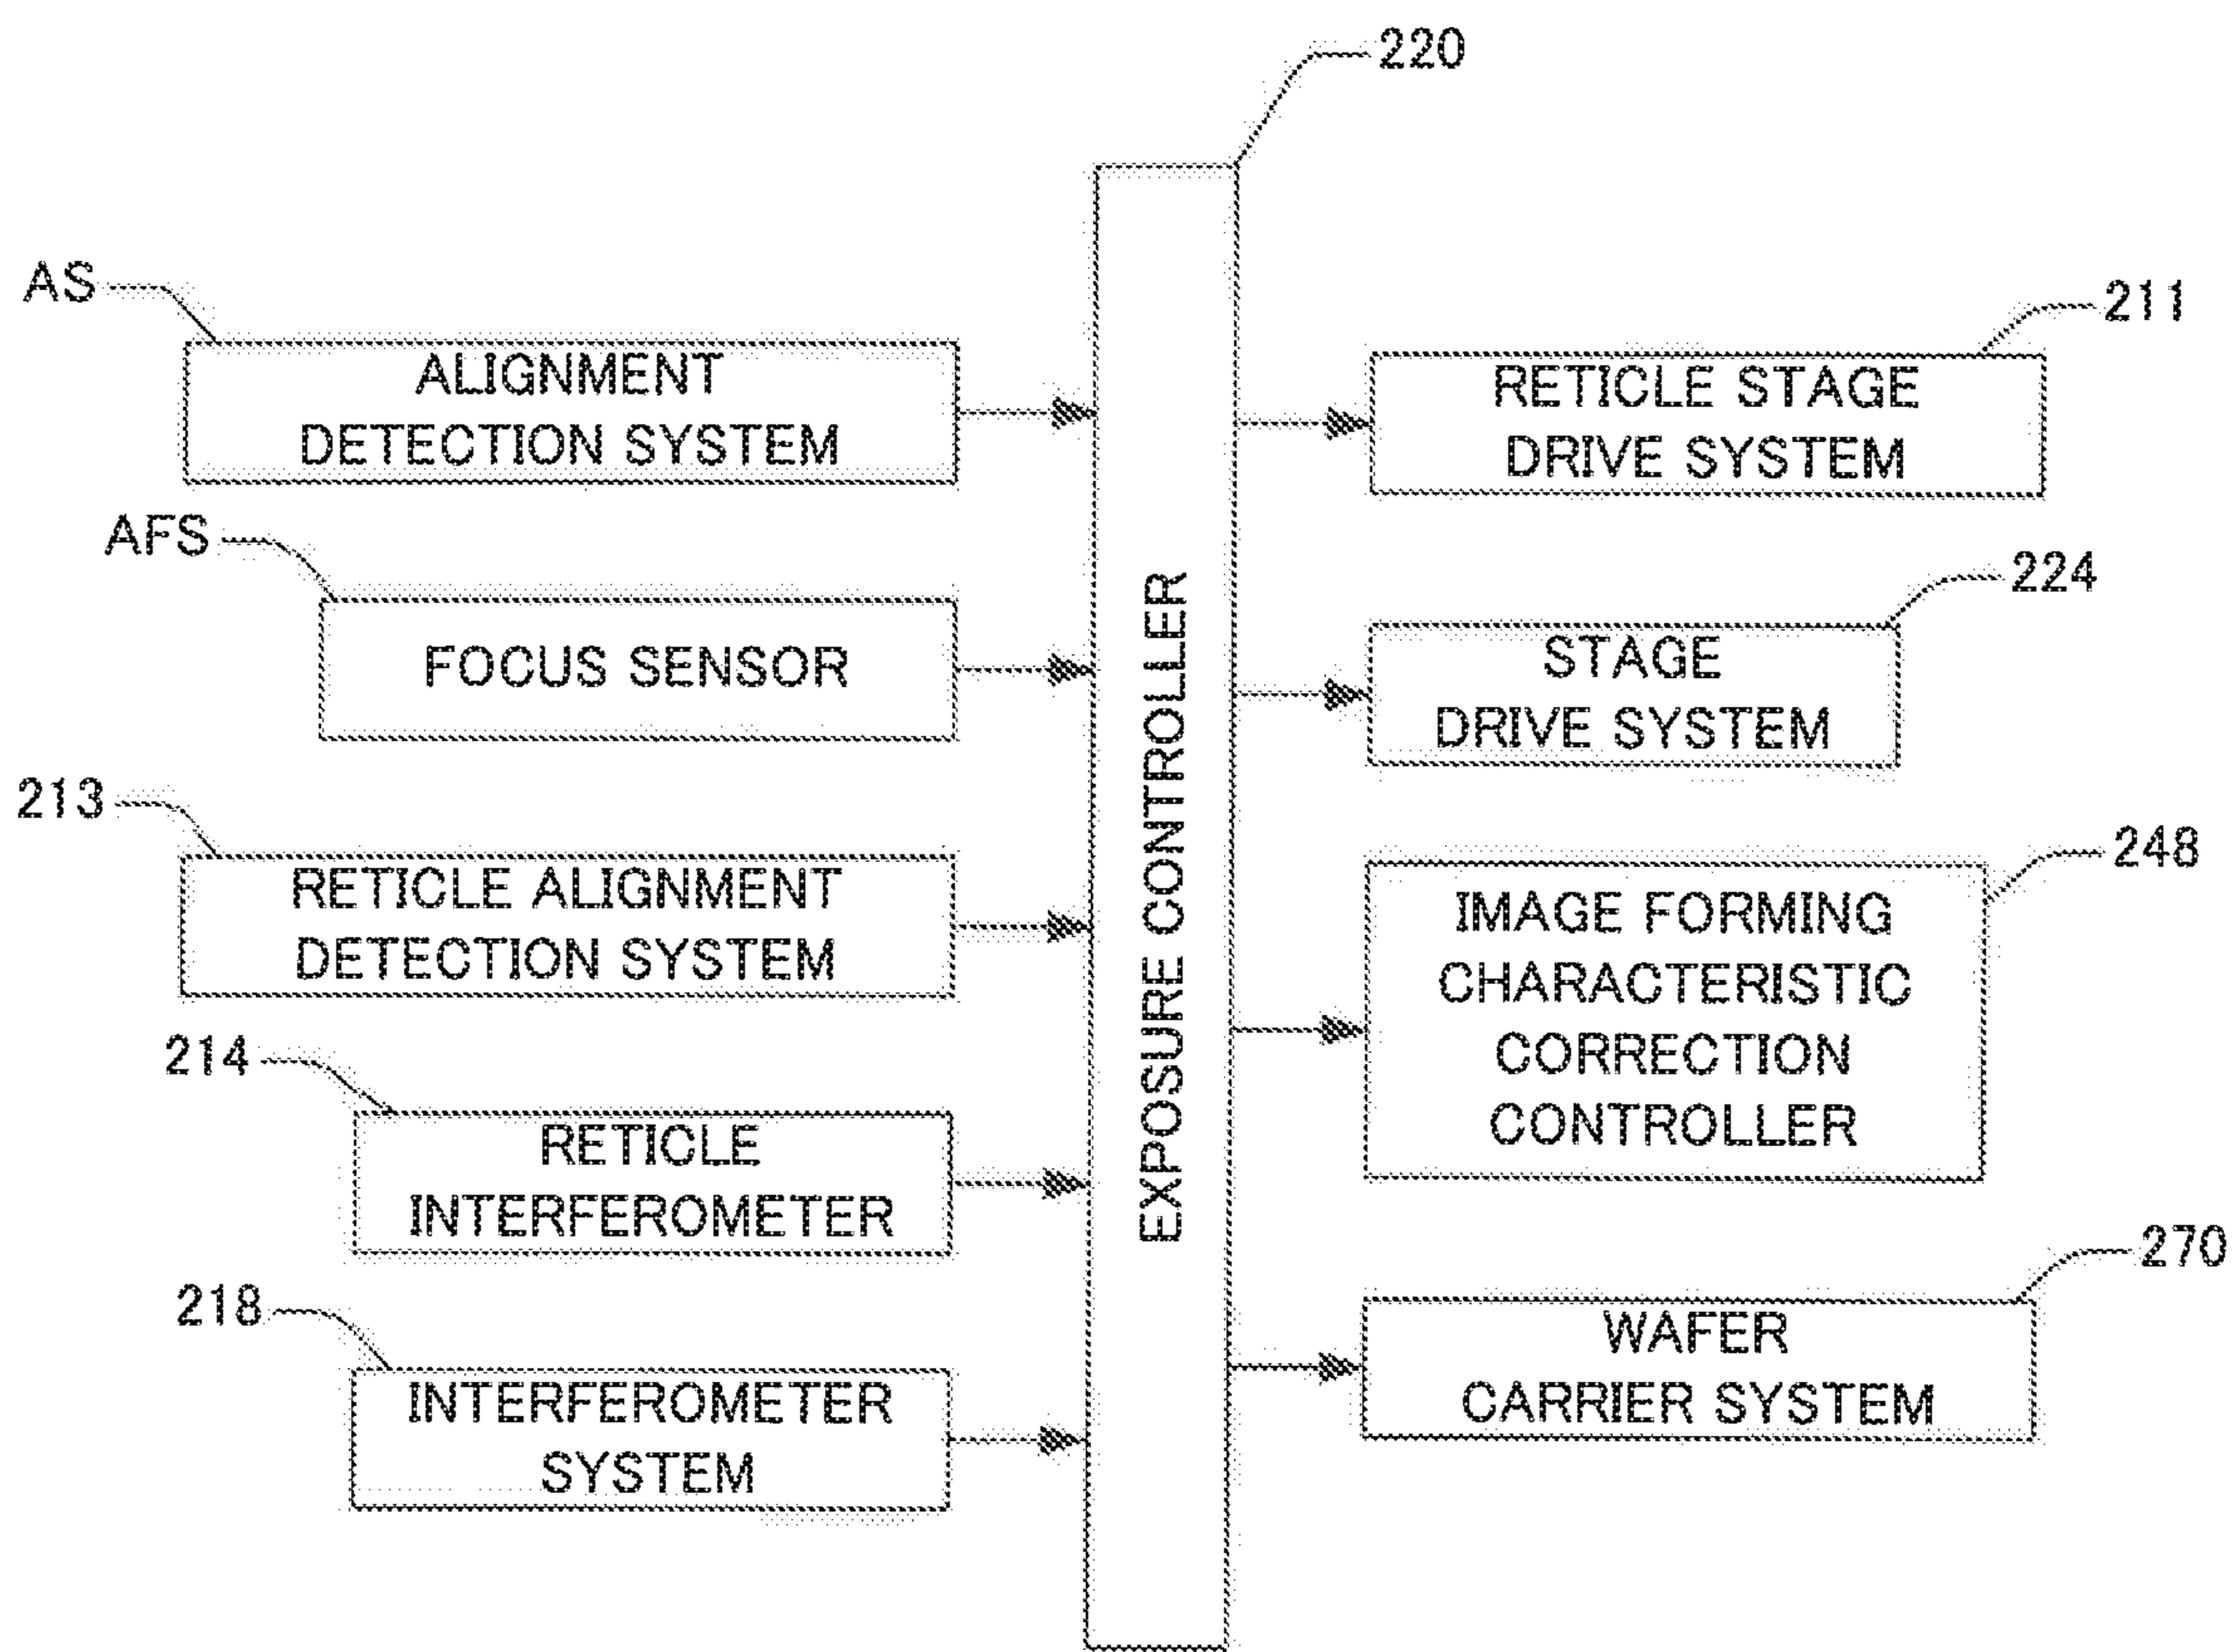 220
AS
ALIGNMENT
DETECTION SYSTEM
AFS
FOCUS SENSOR
213
RETICLE ALIGNMENT
DETECTION SYSTEM
214
RETICLE
INTERFEROMETER
218
INTERFEROMETER
SYSTEM
EXPOSURE CONTROLLER
211
RETICLE STAGE
DRIVE SYSTEM
224
STAGE
DRIVE SYSTEM
248
IMAGE FORMING
CHARACTERISTIC
CORRECTION
CONTROLLER
270
WAFER
CARRIER SYSTEM